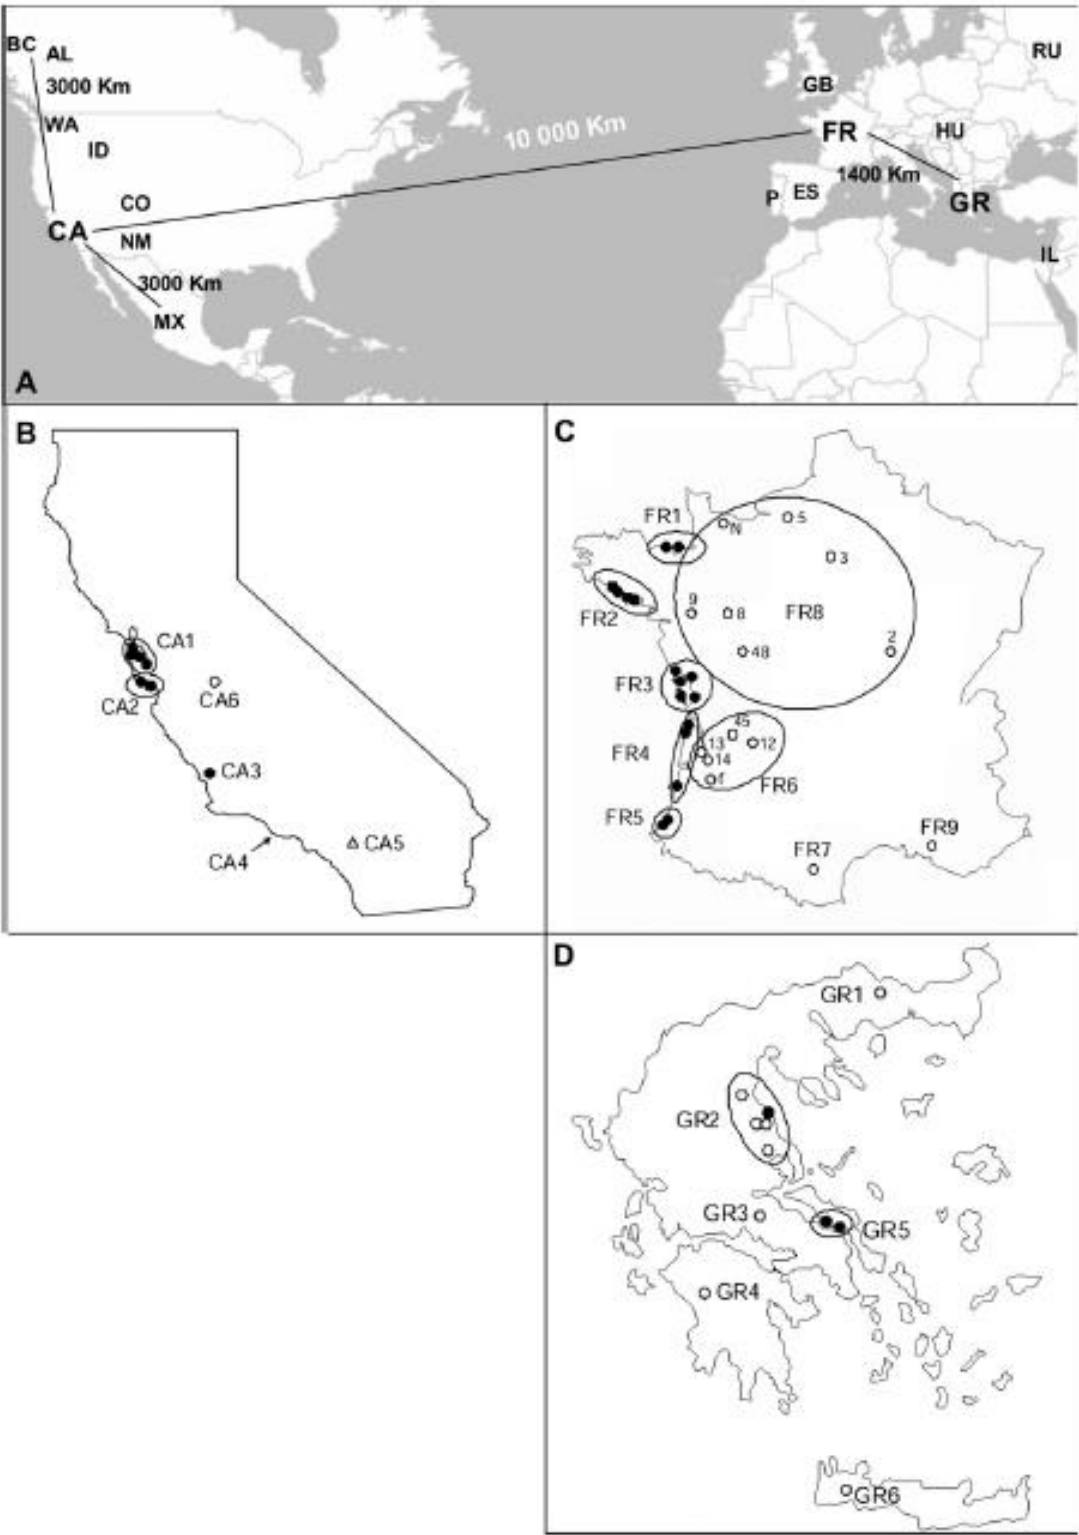 BC
AL
3000 Km
WA
ID
CO
CA
NM
3000 Km
MX
10 000 Km
GB
FR
HU
RU
1400 Km
P
ES
GR
IL
A
B
CA1
CA2
CA6
CA3
CA4
CA5
C
FR1
N
5
3
FR2
9
8
FR8
48
2
FR3
FR4
45
13
12
14
f
FR6
FR5
FR7
FR9
D
GR1
GR2
GR3
GR5
GR4
GR6